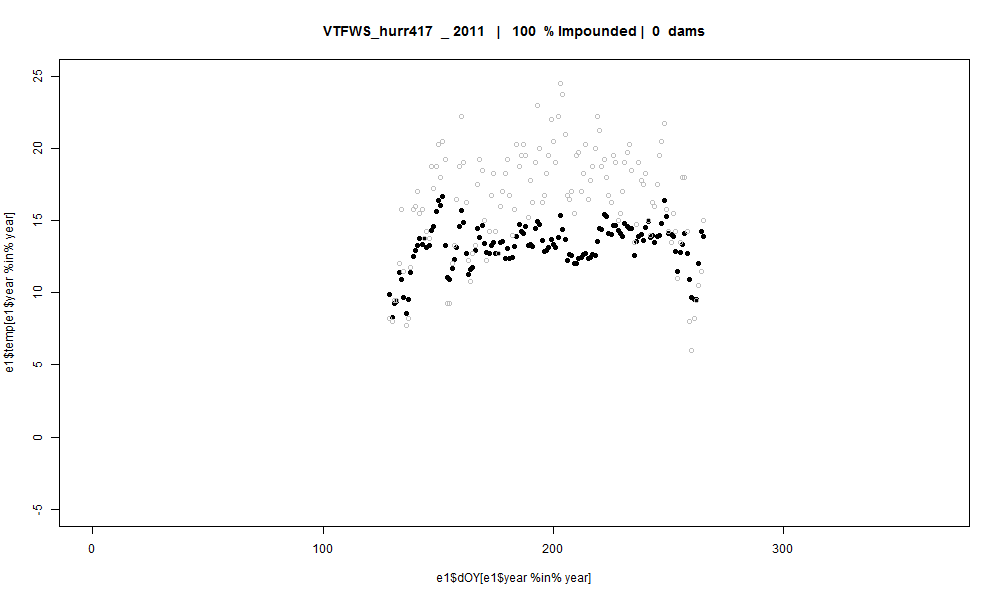 VTFWS_hurr417 _ 2011 | 100 % Impounded | 0 dams
25
20
15
10
5
0
-5
e1$temp[e1$year %in% year]
0 100 200 300
e1$dOY[e1$year %in% year]